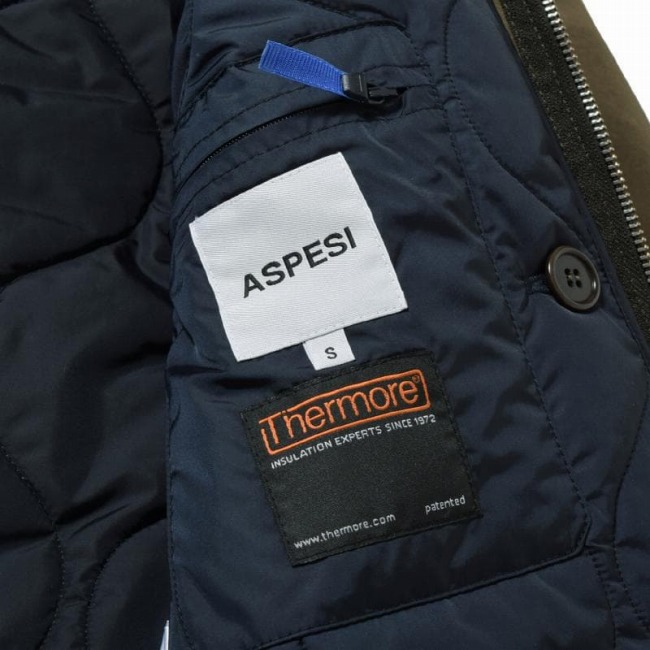 ASPESI
S
Thermore®
INSULATION EXPERTS SINCE 1972
www.thermore.com patented